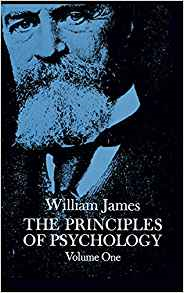 William James
THE PRINCIPLES
OF PSYCHOLOGY
Volume One